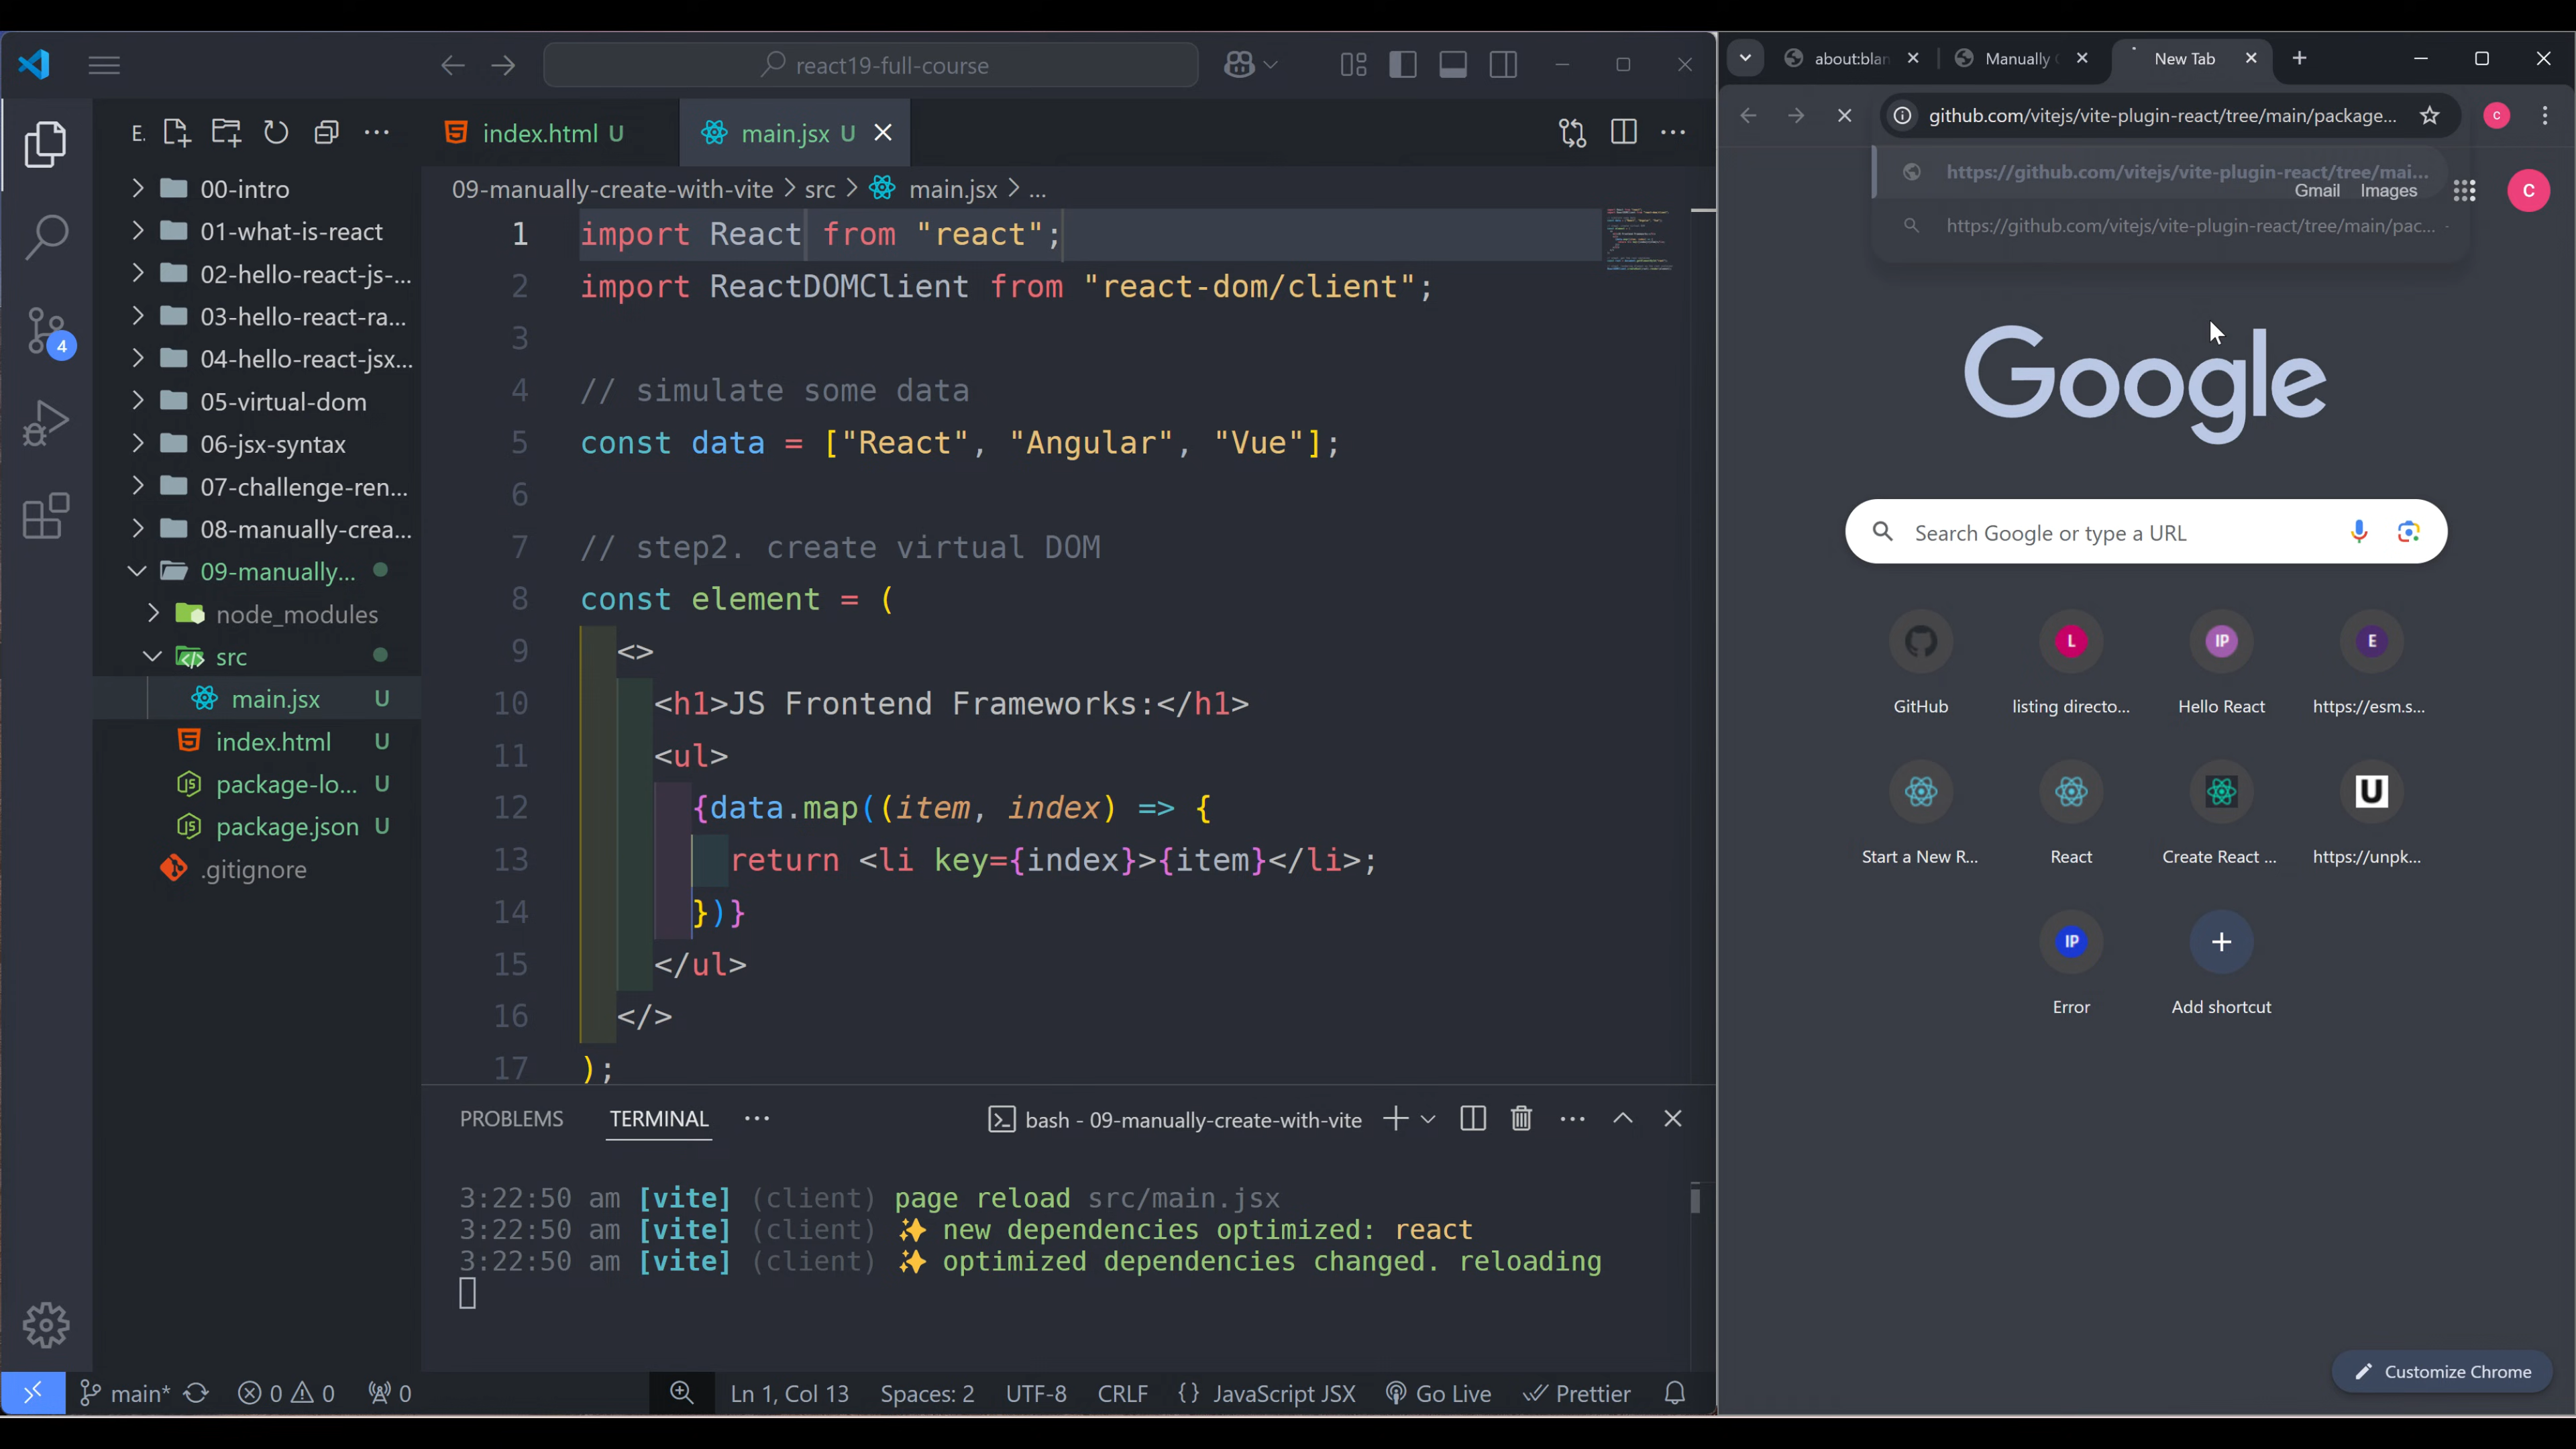 react19-full-course
E.
00-intro
01-what-is-react
02-hello-react-js-...
03-hello-react-ra...
04-hello-react-jsx...
05-virtual-dom
06-jsx-syntax
07-challenge-ren...
08-manually-crea...
09-manually...
node_modules
src
main.jsx U
index.html U
package-lo... U
package.json U
.gitignore
4
index.html U
main.jsx U
09-manually-create-with-vite > src > main.jsx > ...
1 import React from "react";
2 import ReactDOMClient from "react-dom/client";
3
4 // simulate some data
5 const data = ["React", "Angular", "Vue"];
6
7 // step2. create virtual DOM
8 const element = (
9 <>
10 <h1>JS Frontend Frameworks:</h1>
11 <ul>
12 {data.map((item, index) => {
13 return <li key={index}>{item}</li>;
14 })}
15 </ul>
16 </>
17 );
PROBLEMS TERMINAL ... bash - 09-manually-create-with-vite
3:22:50 am [vite] (client) page reload src/main.jsx
3:22:50 am [vite] (client) ✨ new dependencies optimized: react
3:22:50 am [vite] (client) ✨ optimized dependencies changed. reloading
main* 0 0 0 Ln 1, Col 13 Spaces: 2 UTF-8 CRLF {} JavaScript JSX Go Live Prettier
about:blan
Manually
New Tab
github.com/vitejs/vite-plugin-react/tree/main/package...
C
https://github.com/vitejs/vite-plugin-react/tree/mai...
Gmail Images C
https://github.com/vitejs/vite-plugin-react/tree/main/pac... -
Google
Search Google or type a URL
L IP E
GitHub listing directo... Hello React https://esm.s...
U
Start a New R... React Create React ... https://unpk...
IP
Error Add shortcut
Customize Chrome